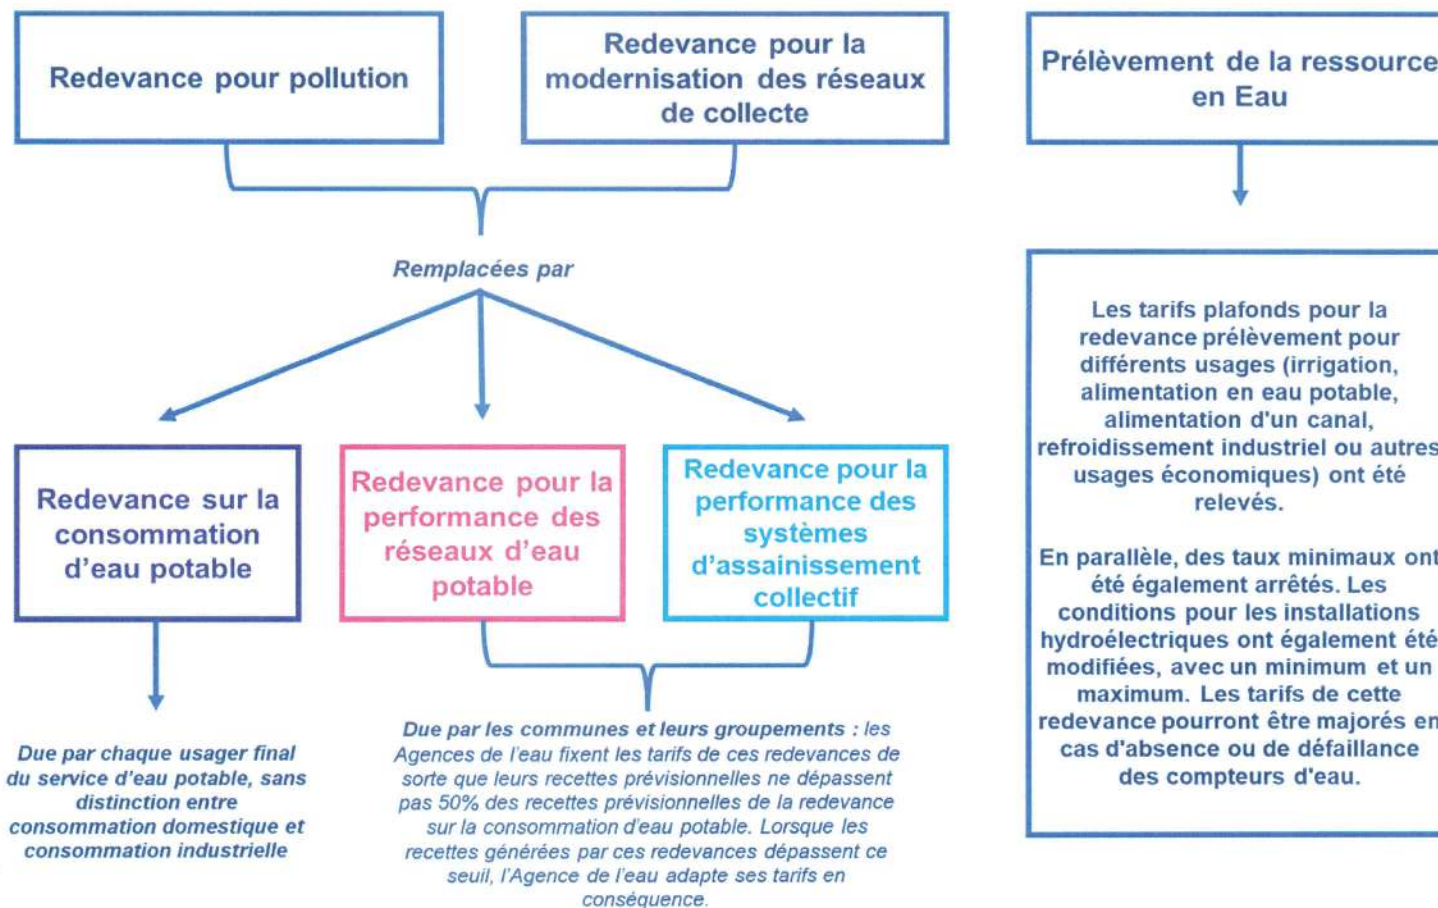 Redevance pour pollution
Redevance pour la
modernisation des réseaux
de collecte
Prélèvement de la ressource
en Eau
Remplacées par
Redevance sur la
consommation
d'eau potable
Redevance pour la
performance des
réseaux d'eau
potable
Redevance pour la
performance des
systèmes
d'assainissement
collectif
Due par chaque usager final
du service d'eau potable, sans
distinction entre
consommation domestique et
consommation industrielle
Due par les communes et leurs groupements : les
Agences de l'eau fixent les tarifs de ces redevances de
sorte que leurs recettes prévisionnelles ne dépassent
pas 50% des recettes prévisionnelles de la redevance
sur la consommation d'eau potable. Lorsque les
recettes générées par ces redevances dépassent ce
seuil, l'Agence de l'eau adapte ses tarifs en
conséquence.
Les tarifs plafonds pour la
redevance prélèvement pour
différents usages (irrigation,
alimentation en eau potable,
alimentation d'un canal,
refroidissement industriel ou autres
usages économiques) ont été
relevés.
En parallèle, des taux minimaux ont
été également arrêtés. Les
conditions pour les installations
hydroélectriques ont également été
modifiées, avec un minimum et un
maximum. Les tarifs de cette
redevance pourront être majorés en
cas d'absence ou de défaillance
des compteurs d'eau.